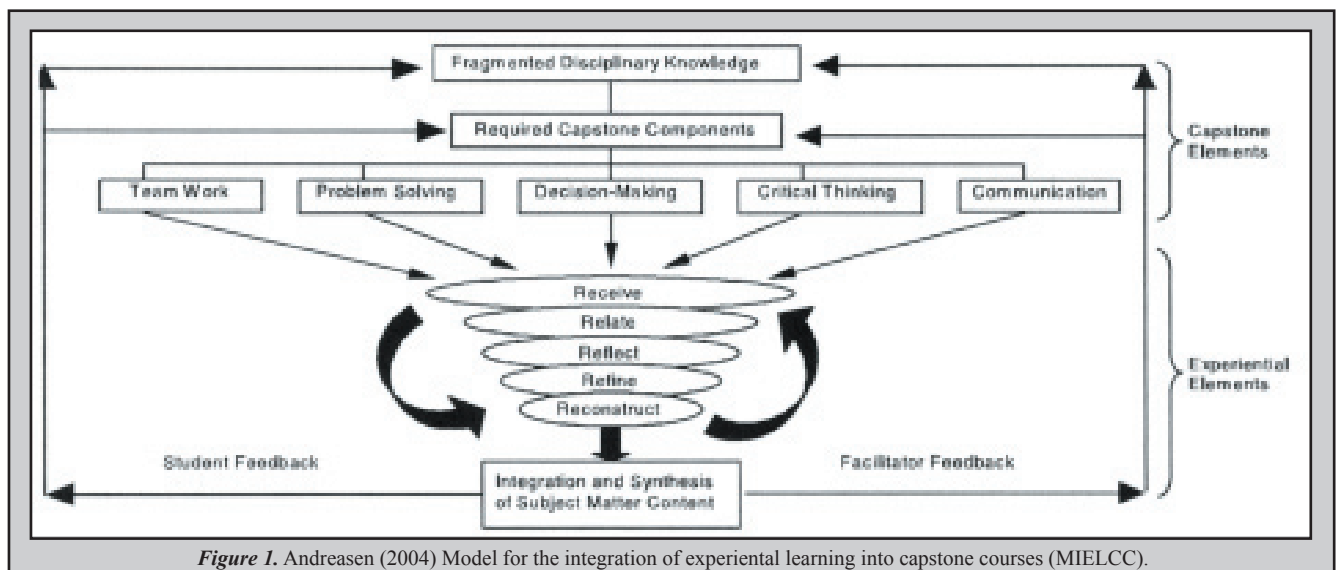 Fragmented Disciplinary Knowledge
Required Capstone Components
Capstone
Elements
Team Work
Problem Solving
Decision-Making
Critical Thinking
Communication
Receive
Relate
Reflect
Refine
Reconstruct
Experiential
Elements
Student Feedback
Facilitator Feedback
Integration and Synthesis
of Subject Matter Content
Figure 1. Andreasen (2004) Model for the integration of experiental learning into capstone courses (MIELCC).